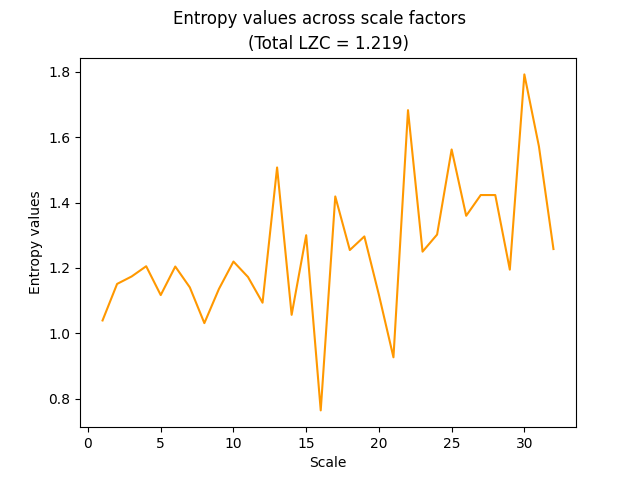 Entropy values across scale factors
(Total LZC = 1.219)
1.8
1.6
1.4
1.2
1.0
0.8
Entropy values
0 5 10 15 20 25 30
Scale